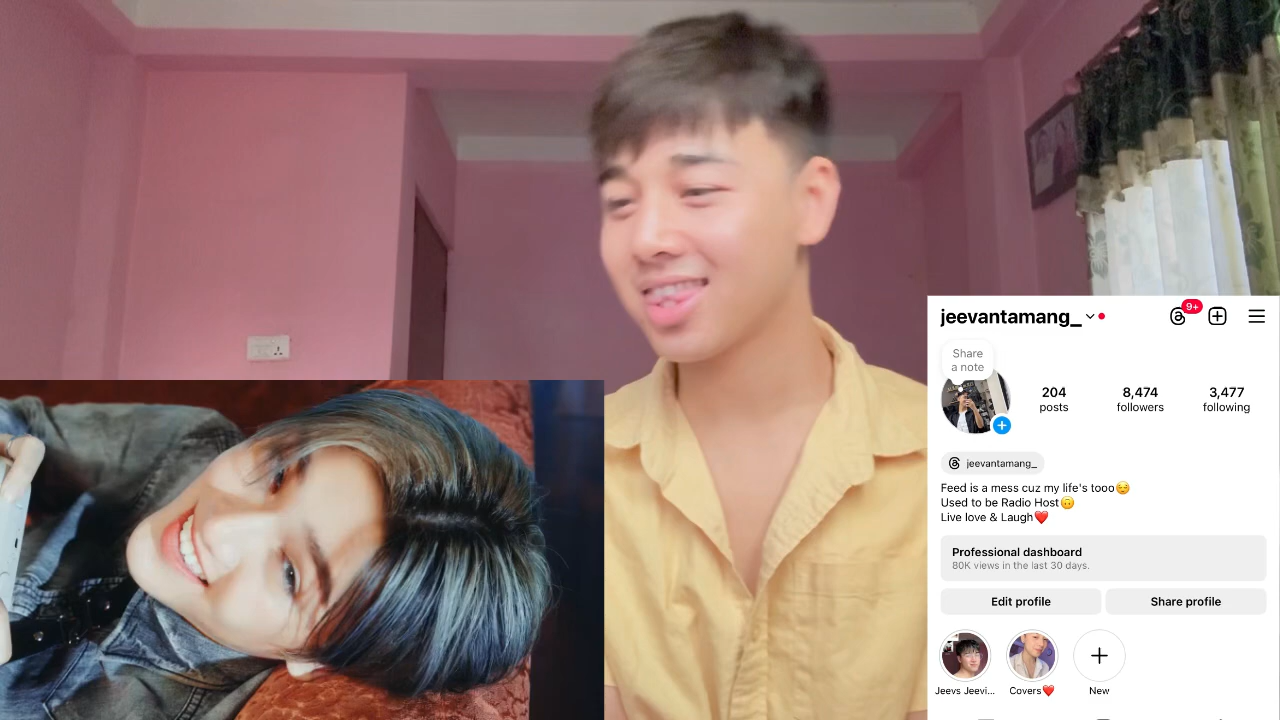 jeevantamang_
9+
Share
a note
204
posts
8,474
followers
3,477
following
jeevantamang_
Feed is a mess cuz my life's tooo😌
Used to be Radio Host🙃
Live love & Laugh❤️
Professional dashboard
80K views in the last 30 days.
Edit profile
Share profile
Jeevs Jeevi...
Covers❤️
New